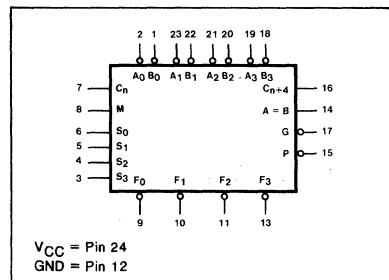 2 1 23 22 21 20 19 18
A0 B0 A1 B1 A2 B2 A3 B3
7 Cn Cn+4 16
8 M A = B 14
6 S0 G 17
5 S1 P 15
4 S2
3 S3 F0 F1 F2 F3
9 10 11 13
VCC = Pin 24
GND = Pin 12